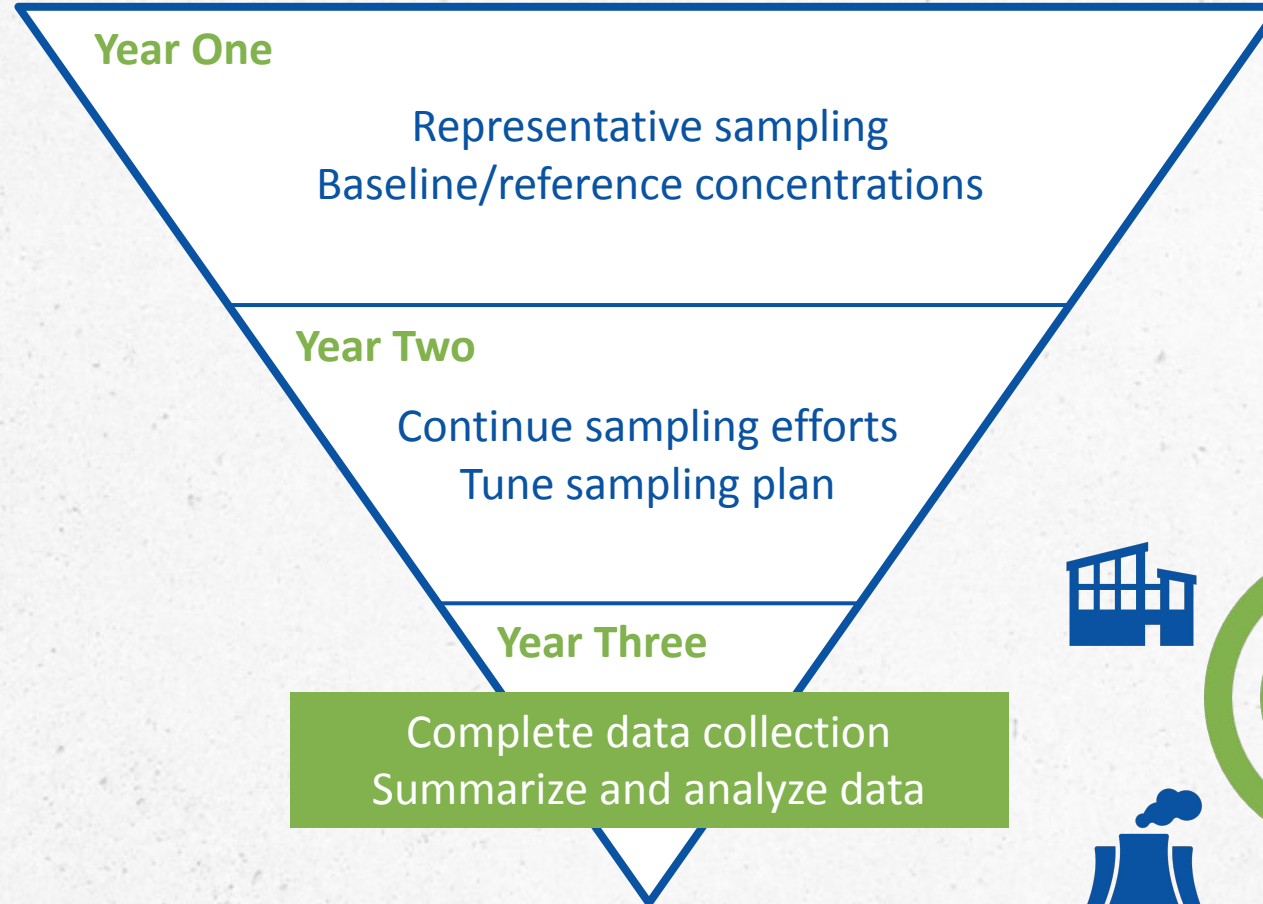 Year One
Representative sampling
Baseline/reference concentrations
Year Two
Continue sampling efforts
Tune sampling plan
Year Three
Complete data collection
Summarize and analyze data